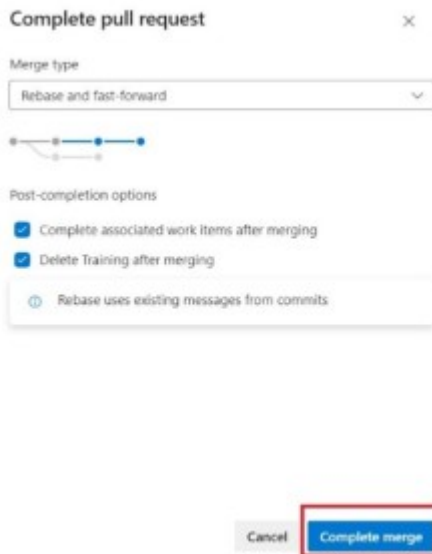 Complete pull request
Merge type
Rebase and fast-forward
Post-completion options
Complete associated work items after merging
Delete Training after merging
Rebase uses existing messages from commits
Cancel
Complete merge